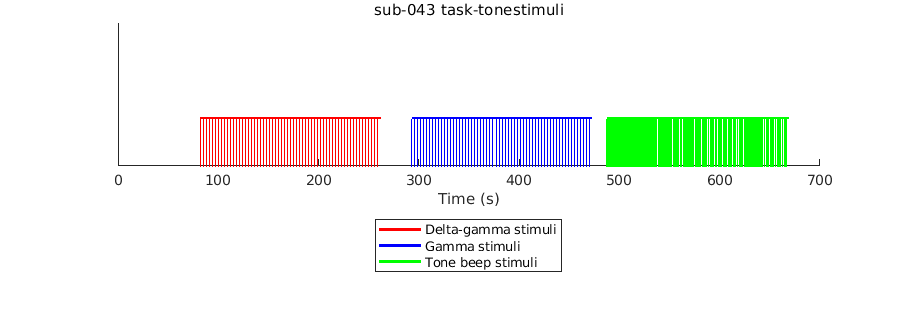 sub-043 task-tonestimuli
0 100 200 300 400 500 600 700
Time (s)
Delta-gamma stimuli
Gamma stimuli
Tone beep stimuli